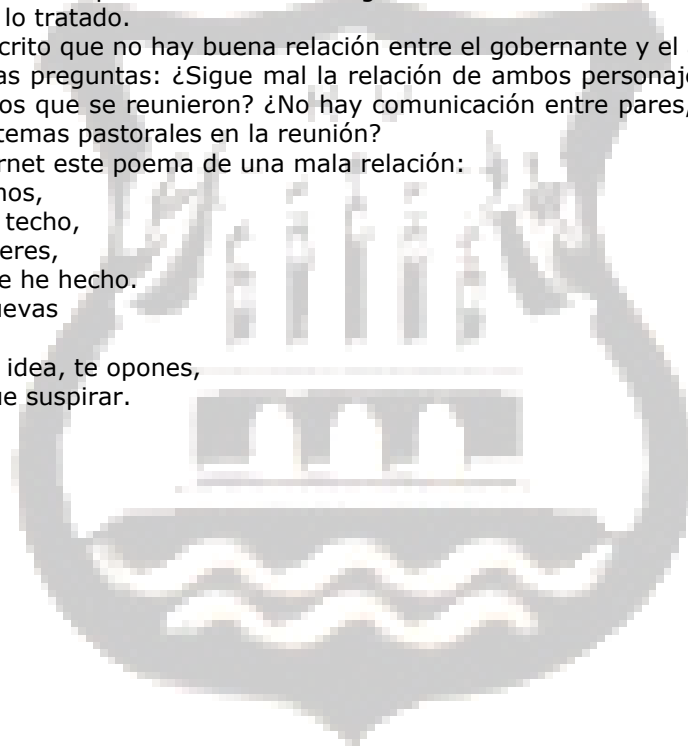 lo tratado.
crito que no hay buena relación entre el gobernante y el
as preguntas: ¿Sigue mal la relación de ambos personaj
os que se reunieron? ¿No hay comunicación entre pares,
temas pastorales en la reunión?
rnet este poema de una mala relación:
nos,
techo,
eres,
e he hecho.
uevas
idea, te opones,
ue suspirar.